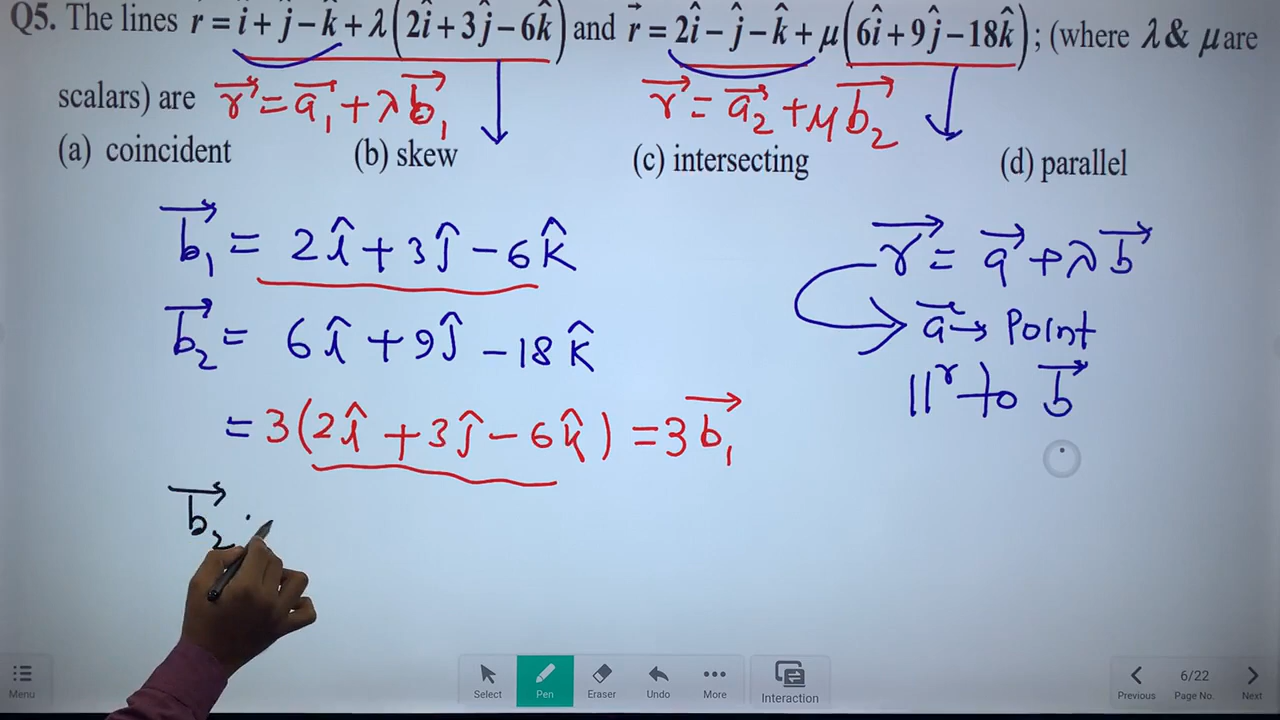 Q5. The lines r = î + ĵ − k̂ + λ(2î + 3ĵ − 6k̂) and r⃗ = 2î − ĵ − k̂ + μ(6î + 9ĵ − 18k̂); (where λ & μ are
scalars) are r⃗ = a⃗₁ + λb⃗₁ r⃗ = a⃗₂ + μb⃗₂
(a) coincident (b) skew (c) intersecting (d) parallel
b⃗₁ = 2î + 3ĵ − 6k̂ r⃗ = a⃗ + λb⃗
b⃗₂ = 6î + 9ĵ − 18k̂ a⃗ → Point
= 3(2î + 3ĵ − 6k̂) = 3b⃗₁ ||ʳ to b⃗
b⃗₂
Menu Select Pen Eraser Undo More Interaction Previous 6/22 Page No. Next